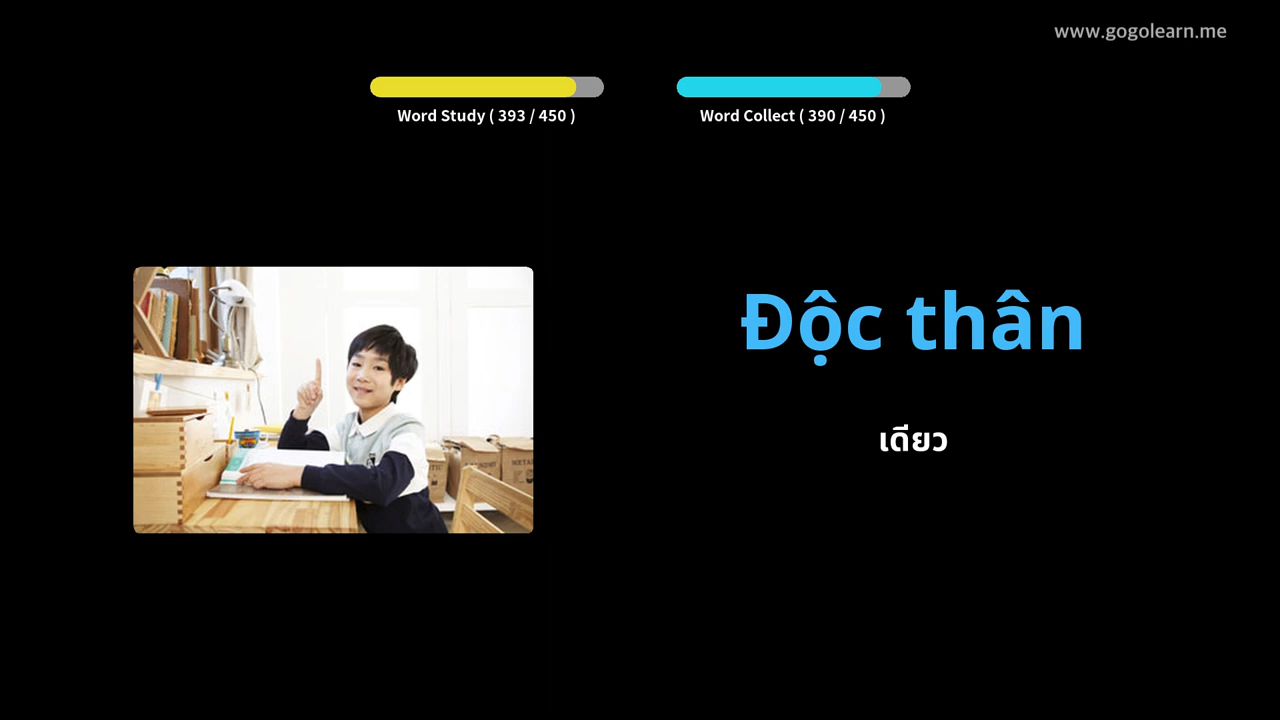 www.gogolearn.me
Word Study ( 393 / 450 )
Word Collect ( 390 / 450 )
Độc thân
เดียว